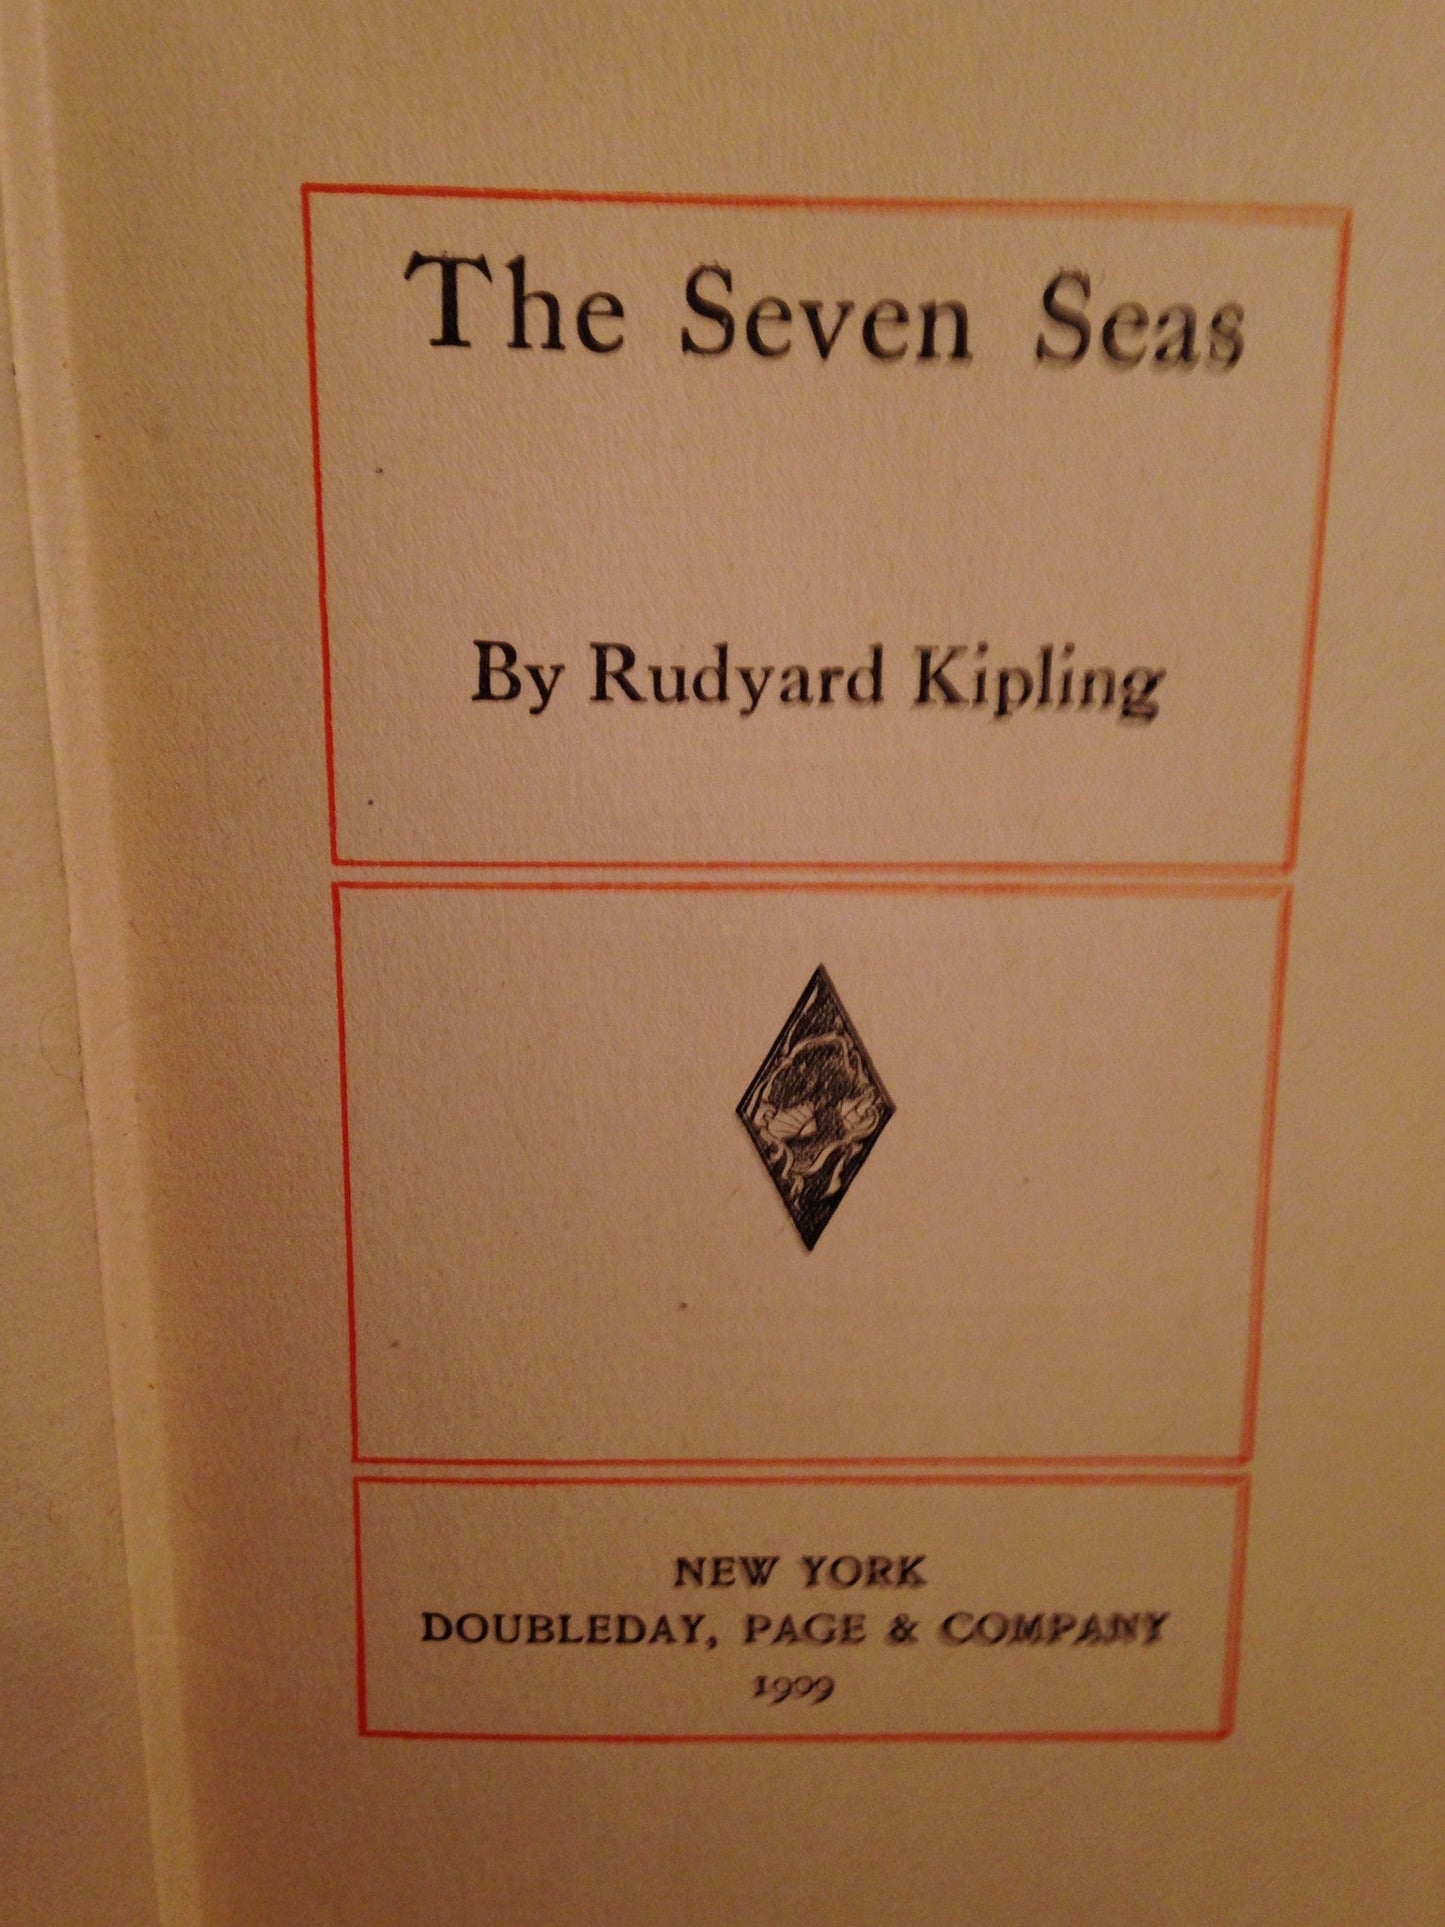 The Seven Seas
By Rudyard Kipling
NEW YORK
DOUBLEDAY, PAGE & COMPANY
1909